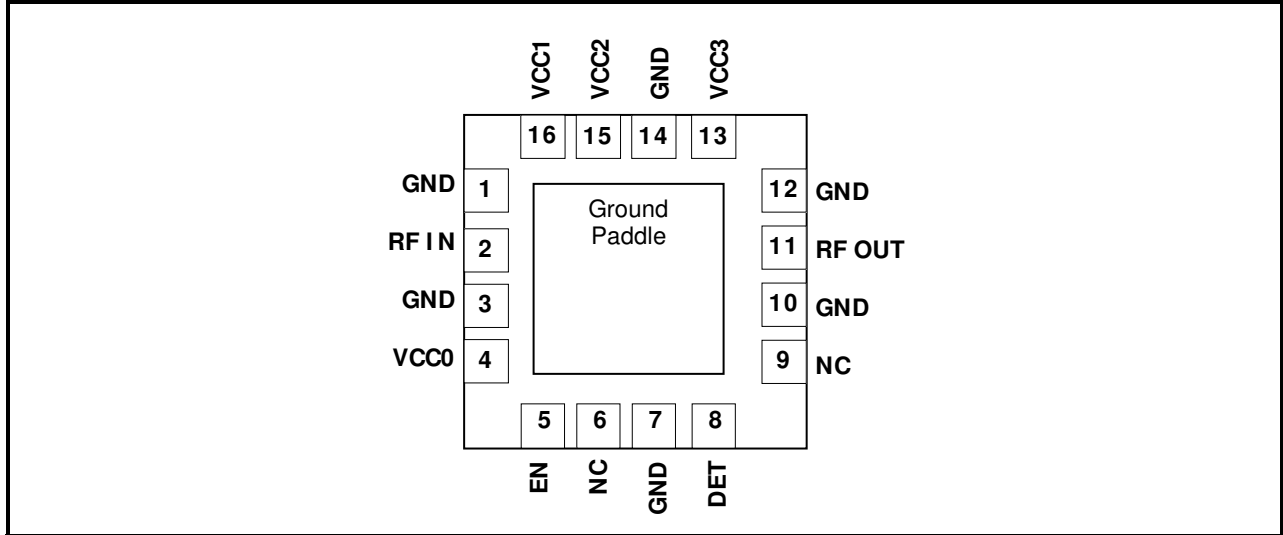 VCC1 VCC2 GND VCC3
16 15 14 13
GND 1
RF IN 2
GND 3
VCC0 4
Ground
Paddle
12 GND
11 RF OUT
10 GND
9 NC
5 6 7 8
EN NC GND DET